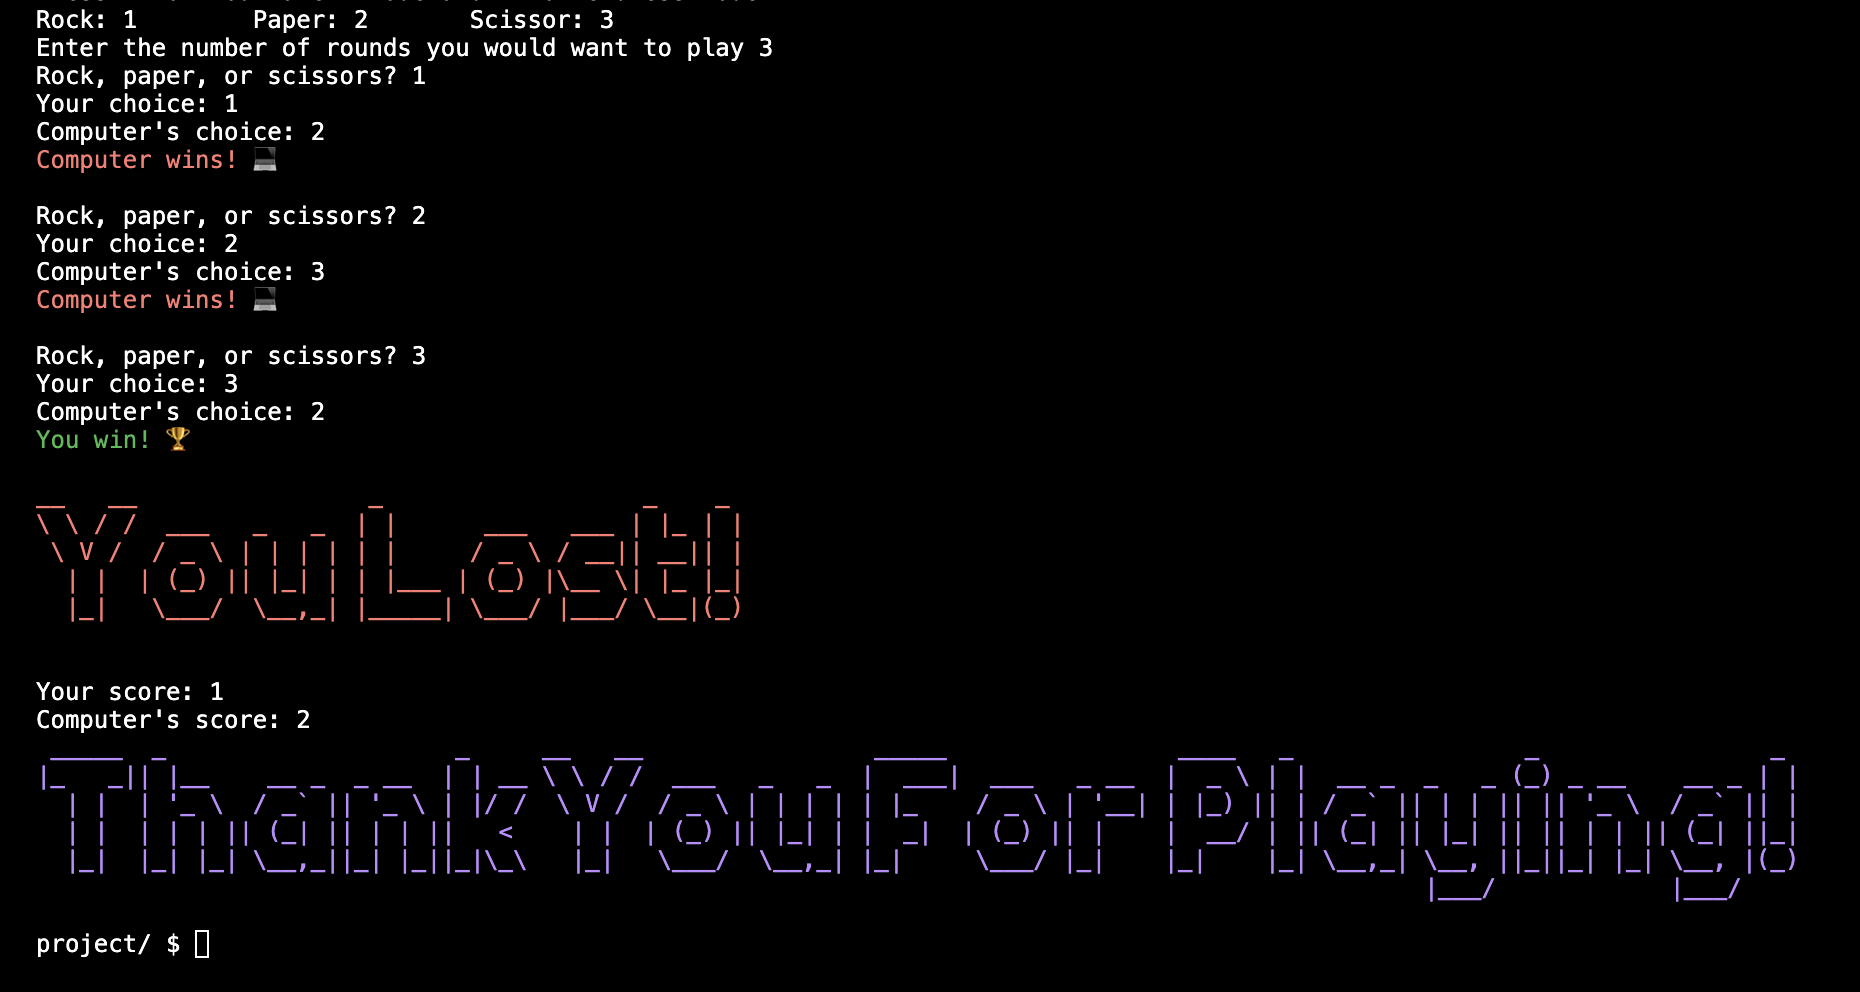 Rock: 1        Paper: 2       Scissor: 3
Enter the number of rounds you would want to play 3
Rock, paper, or scissors? 1
Your choice: 1
Computer's choice: 2
Computer wins! 💻
Rock, paper, or scissors? 2
Your choice: 2
Computer's choice: 3
Computer wins! 💻
Rock, paper, or scissors? 3
Your choice: 3
Computer's choice: 2
You win! 🏆
You Lost!
Your score: 1
Computer's score: 2
Thank You For Playing!
project/ $